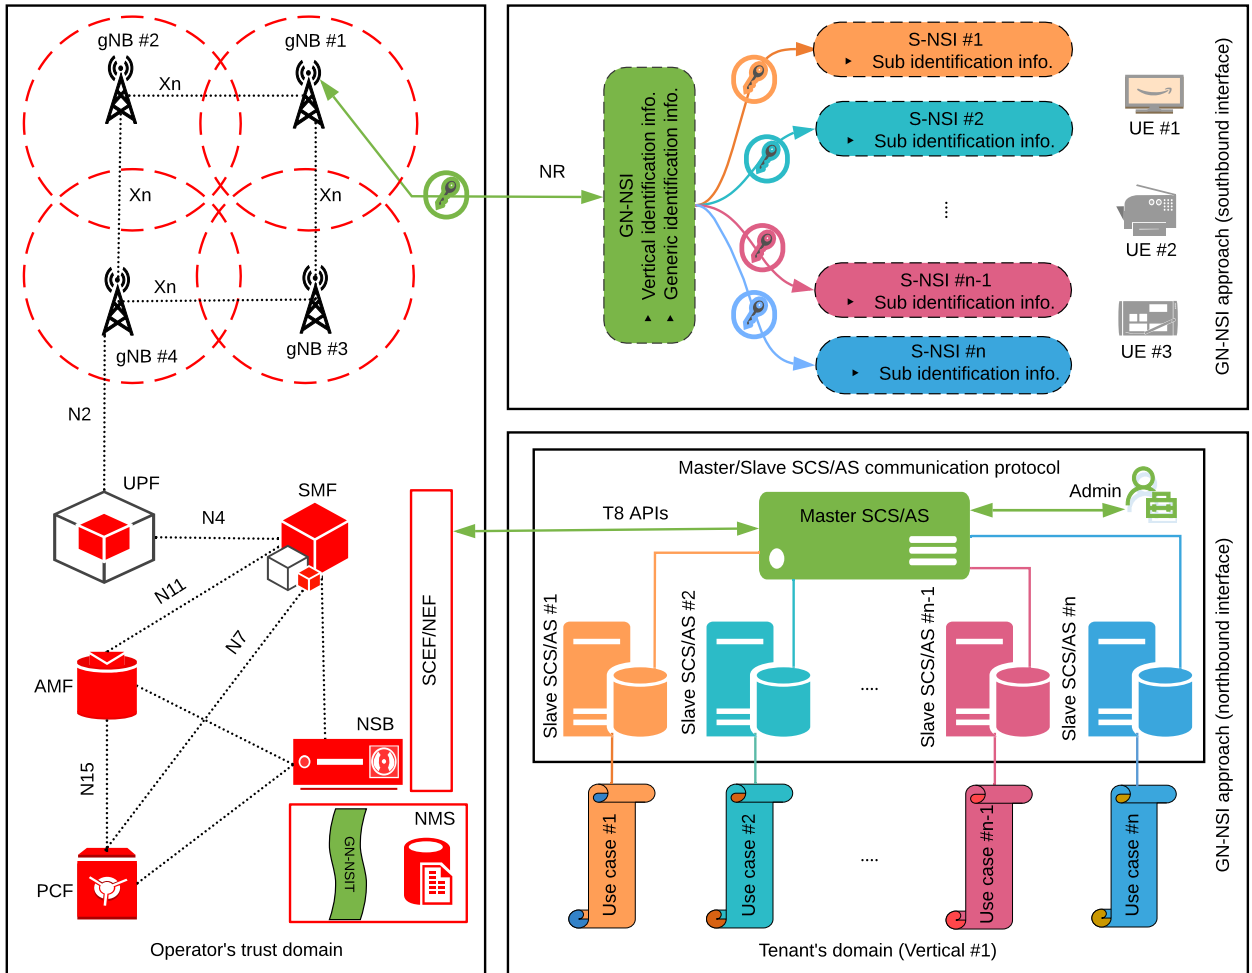 gNB #2
gNB #1
Xn
Xn
Xn
Xn
gNB #4
gNB #3
N2
UPF
SMF
N4
N11
N7
AMF
NSB
N15
PCF
SCEF/NEF
NMS
GN-NSIT
Operator's trust domain
NR
GN-NSI
‣ Vertical identification info.
‣ Generic identification info.
S-NSI #1
‣ Sub identification info.
S-NSI #2
‣ Sub identification info.
S-NSI #n-1
‣ Sub identification info.
S-NSI #n
‣ Sub identification info.
UE #1
UE #2
UE #3
GN-NSI approach (southbound interface)
Master/Slave SCS/AS communication protocol
T8 APIs
Master SCS/AS
Admin
Slave SCS/AS #1
Slave SCS/AS #2
....
Slave SCS/AS #n-1
Slave SCS/AS #n
Use case #1
Use case #2
....
Use case #n-1
Use case #n
GN-NSI approach (northbound interface)
Tenant's domain (Vertical #1)